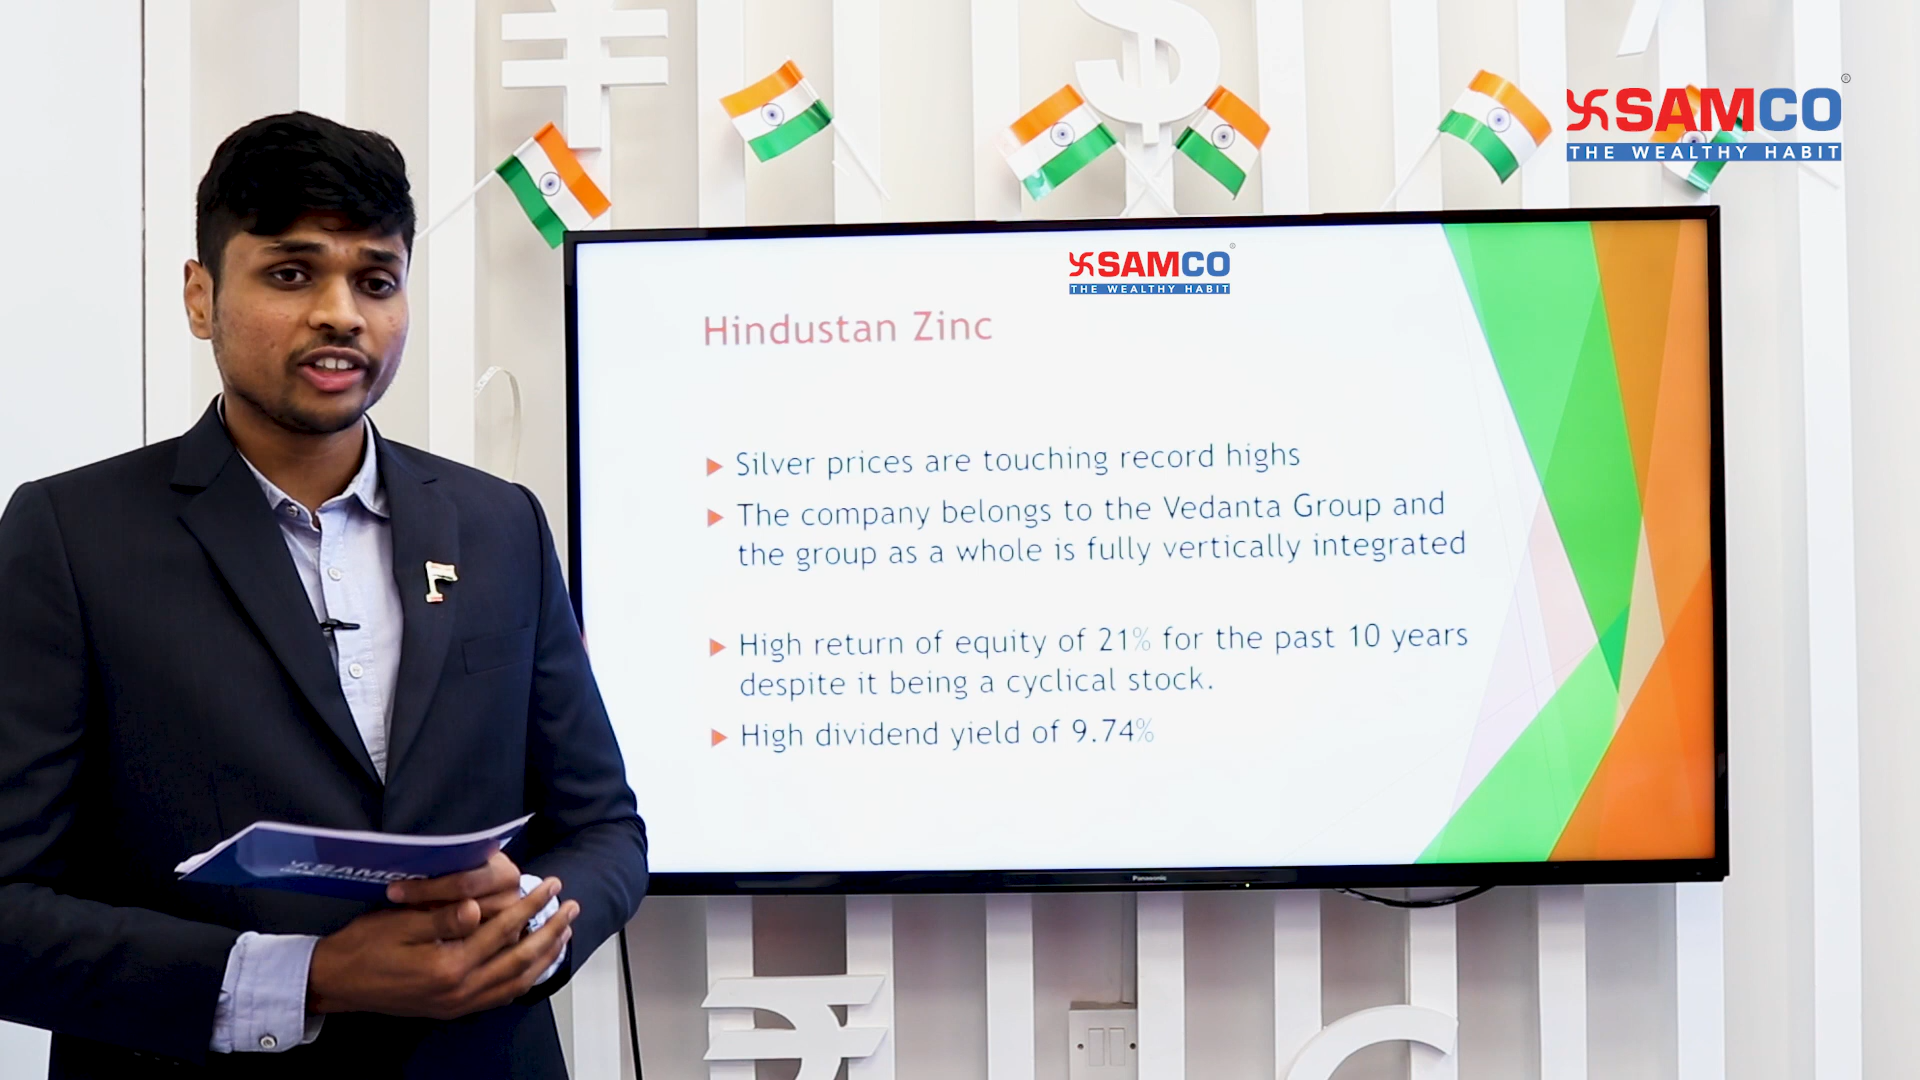 SAMCO
THE WEALTHY HABIT
SAMCO
THE WEALTHY HABIT
Hindustan Zinc
Silver prices are touching record highs
The company belongs to the Vedanta Group and
the group as a whole is fully vertically integrated
High return of equity of 21% for the past 10 years
despite it being a cyclical stock.
High dividend yield of 9.74%
SAMCO
Panasonic